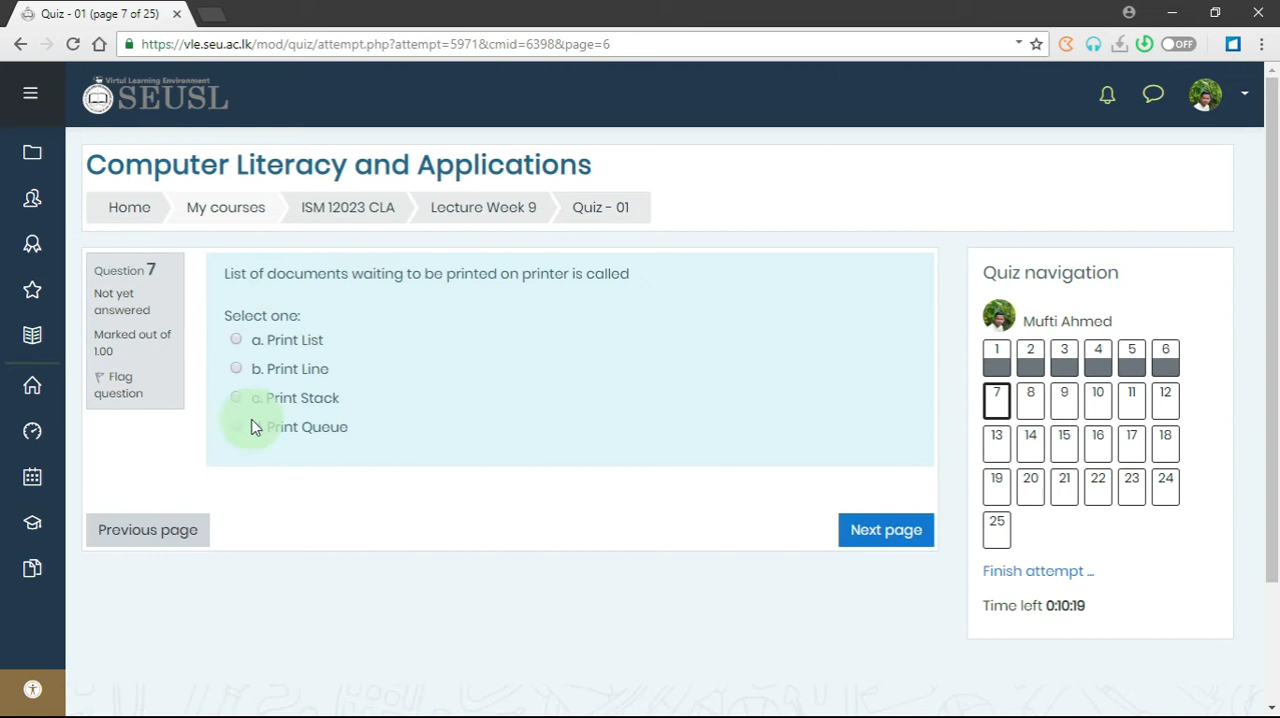 Quiz - 01 (page 7 of 25)
https://vle.seu.ac.lk/mod/quiz/attempt.php?attempt=5971&cmid=6398&page=6
OFF
Virtul Learning Environment
SEUSL
Computer Literacy and Applications
Home
My courses
ISM 12023 CLA
Lecture Week 9
Quiz - 01
Question 7
Not yet
answered
Marked out of
1.00
Flag
question
List of documents waiting to be printed on printer is called
Select one:
a. Print List
b. Print Line
c. Print Stack
Print Queue
Previous page
Next page
Quiz navigation
Mufti Ahmed
1 2 3 4 5 6
7 8 9 10 11 12
13 14 15 16 17 18
19 20 21 22 23 24
25
Finish attempt ...
Time left 0:10:19